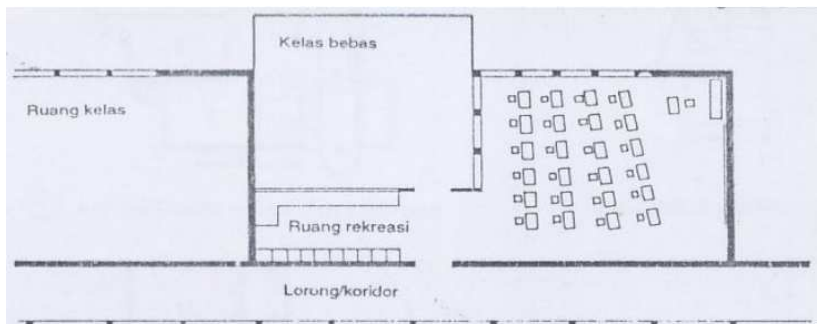 Kelas bebas
Ruang kelas
Ruang rekreasi
Lorong/koridor